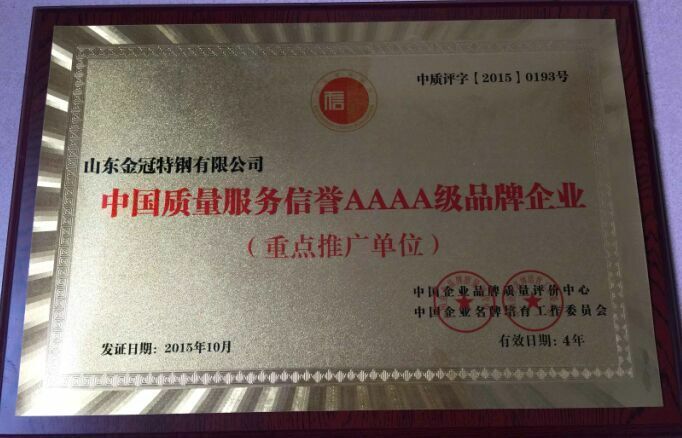 中质评字【2015】0193号
信
山东金冠特钢有限公司
中国质量服务信誉AAAA级品牌企业
（重点推广单位）
中国企业品牌质量评价中心
中国企业名牌培育工作委员会
发证日期：2015年10月
有效日期：4年